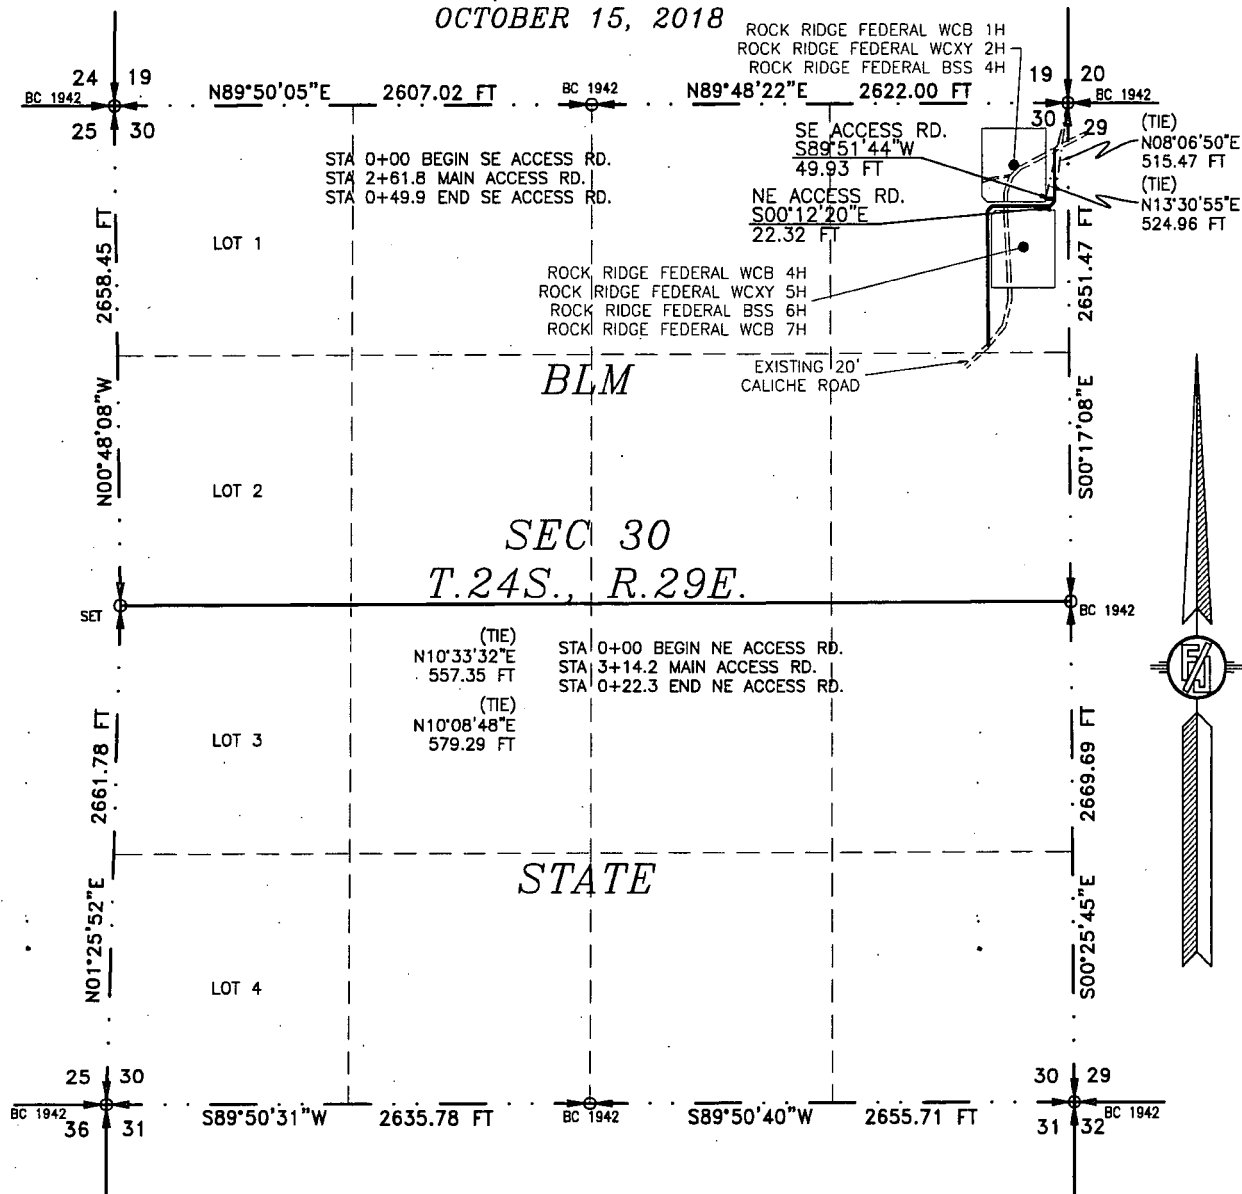 OCTOBER 15, 2018
ROCK RIDGE FEDERAL WCB 1H
ROCK RIDGE FEDERAL WCXY 2H
ROCK RIDGE FEDERAL BSS 4H
24 19
BC 1942
25 30
N89°50'05"E 2607.02 FT
BC 1942
N89°48'22"E 2622.00 FT
19 20
BC 1942
30 29
(TIE)
N08°06'50"E
515.47 FT
(TIE)
N13°30'55"E
524.96 FT
SE ACCESS RD.
S89°51'44"W
49.93 FT
NE ACCESS RD.
S00°12'20"E
22.32 FT
STA 0+00 BEGIN SE ACCESS RD.
STA 2+61.8 MAIN ACCESS RD.
STA 0+49.9 END SE ACCESS RD.
LOT 1
2658.45 FT
2651.47 FT
ROCK RIDGE FEDERAL WCB 4H
ROCK RIDGE FEDERAL WCXY 5H
ROCK RIDGE FEDERAL BSS 6H
ROCK RIDGE FEDERAL WCB 7H
EXISTING 20'
CALICHE ROAD
BLM
N00°48'08"W
S00°17'08"E
LOT 2
SEC 30
T.24S., R.29E.
SET
BC 1942
(TIE)
N10°33'32"E
557.35 FT
(TIE)
N10°08'48"E
579.29 FT
STA 0+00 BEGIN NE ACCESS RD.
STA 3+14.2 MAIN ACCESS RD.
STA 0+22.3 END NE ACCESS RD.
LOT 3
2661.78 FT
2669.69 FT
STATE
N01°25'52"E
S00°25'45"E
LOT 4
25 30
BC 1942
36 31
S89°50'31"W 2635.78 FT
BC 1942
S89°50'40"W 2655.71 FT
30 29
BC 1942
31 32
FJ